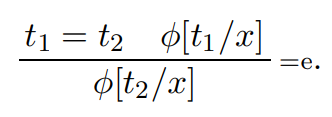 t₁ = t₂ ϕ[t₁/x]
=e.
ϕ[t₂/x]